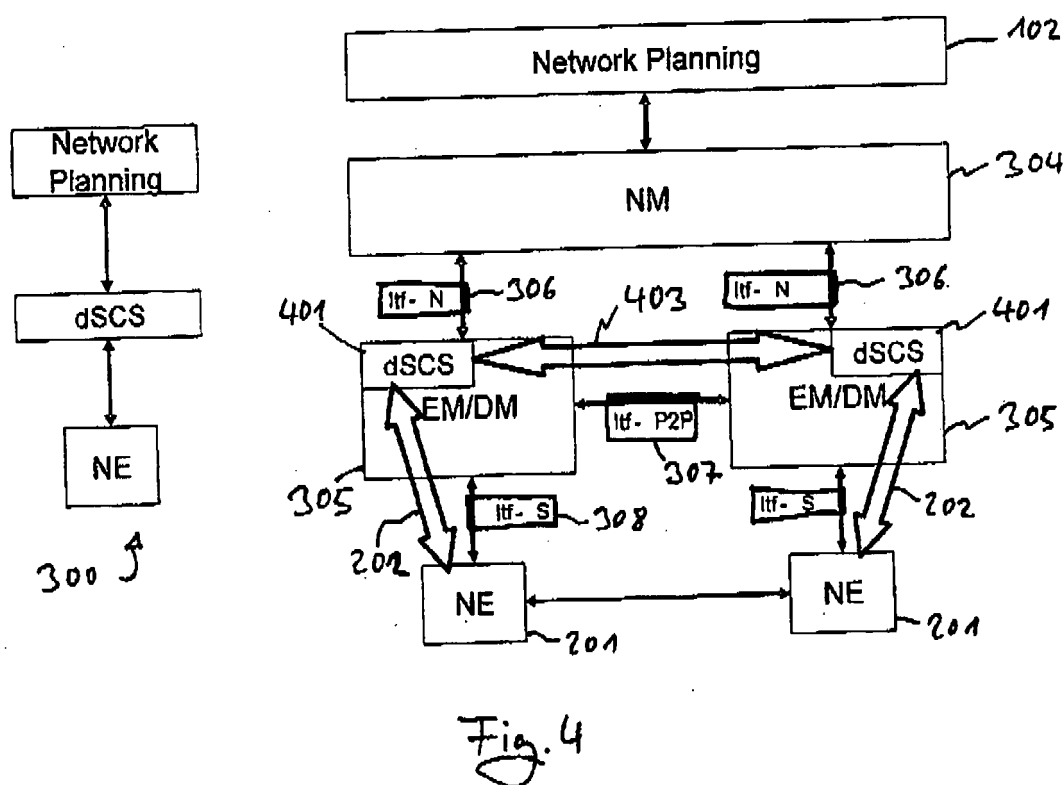 102
Network Planning
Network
Planning
304
NM
Itf- N
306
403
Itf- N
306.
401
401
dSCS
dSCS
dSCS
EM/DM
EM/DM
Itf- P2P
305
307
305
NE
Itf- S
308
Itf- S
202
202
300
NE
NE
201
201
Fig. 4